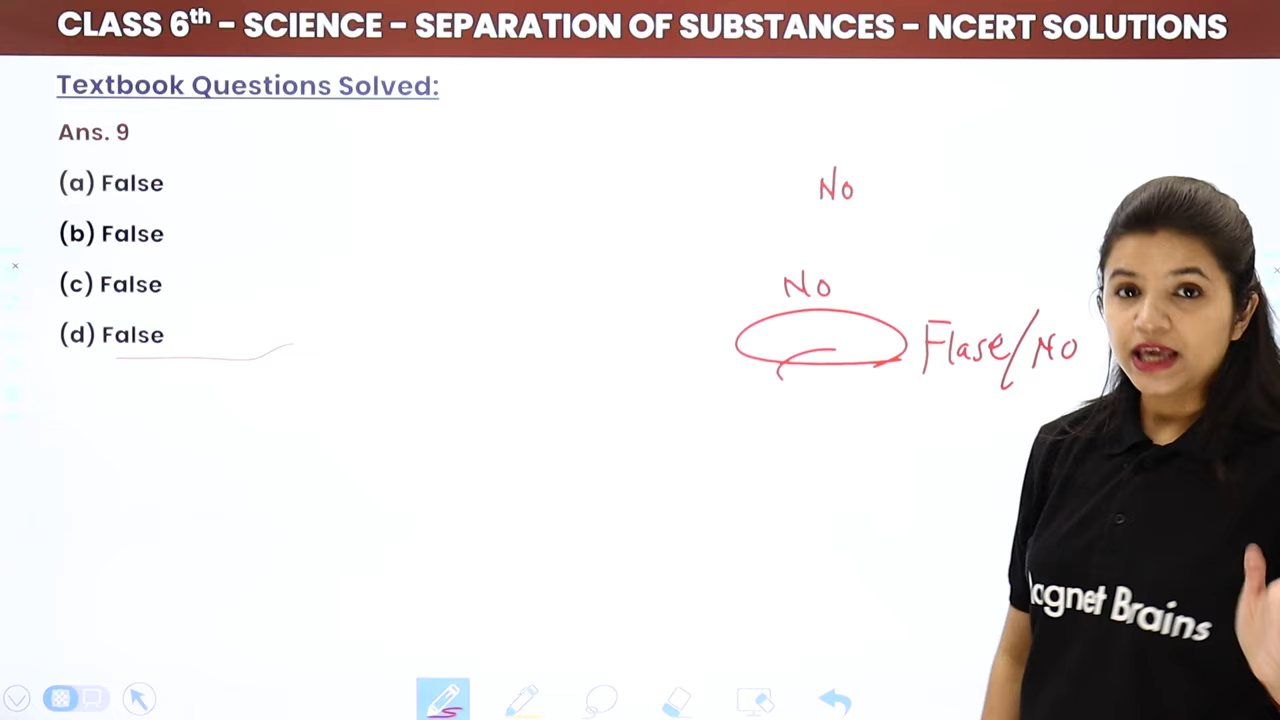 CLASS 6th - SCIENCE - SEPARATION OF SUBSTANCES - NCERT SOLUTIONS
Textbook Questions Solved:
Ans. 9
(a) False
No
(b) False
(c) False
No
(d) False
Flase/No
agnet Brains